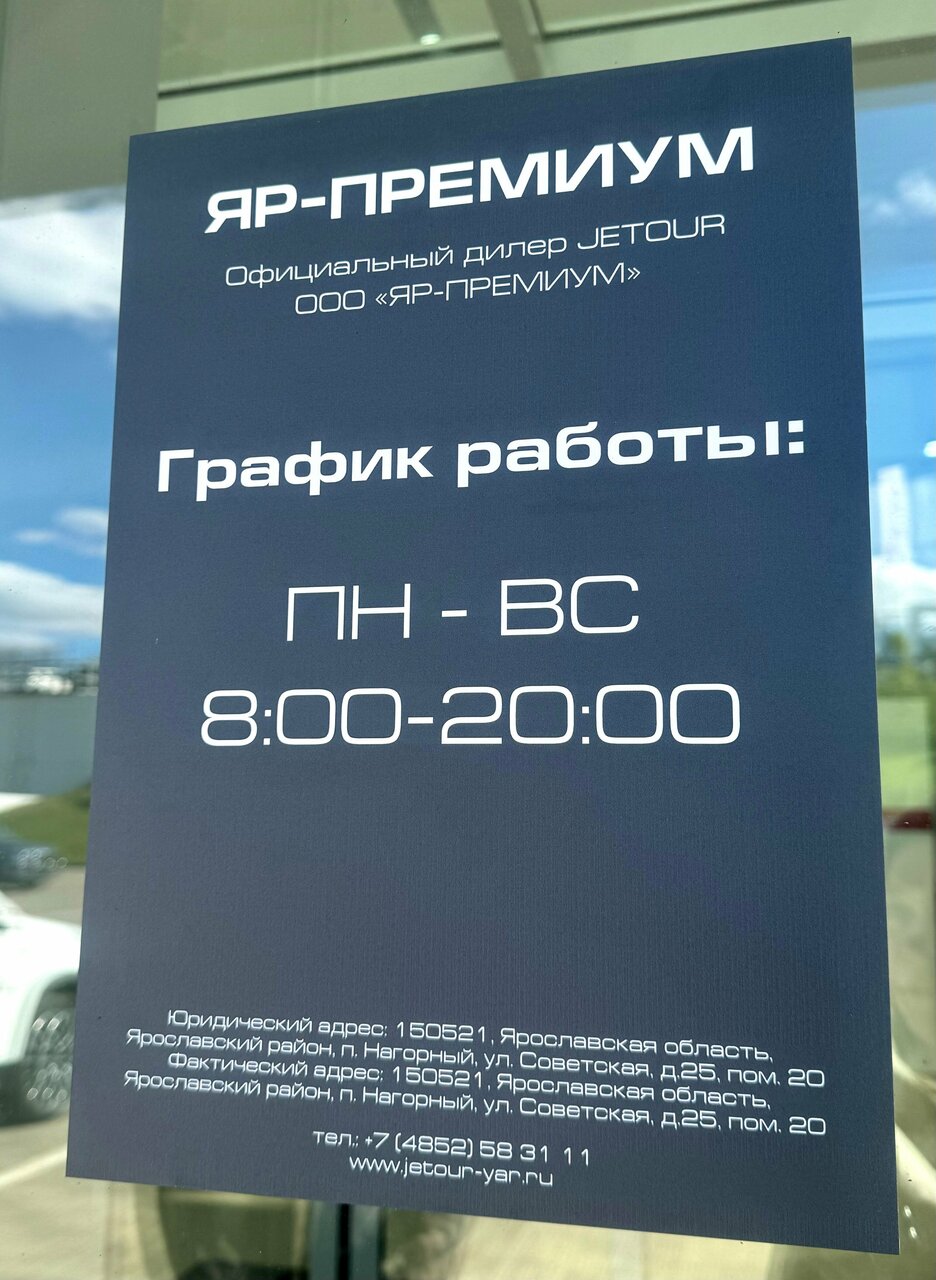 ЯР-ПРЕМИУМ
Официальный дилер JETOUR
ООО «ЯР-ПРЕМИУМ»
График работы:
ПН - ВС
8:00-20:00
Юридический адрес: 150521, Ярославская область,
Ярославский район, п. Нагорный, ул. Советская, д.25, пом. 20
Фактический адрес: 150521, Ярославская область,
Ярославский район, п. Нагорный, ул. Советская, д.25, пом. 20
тел.: +7 (4852) 58 31 11
www.jetour-yar.ru